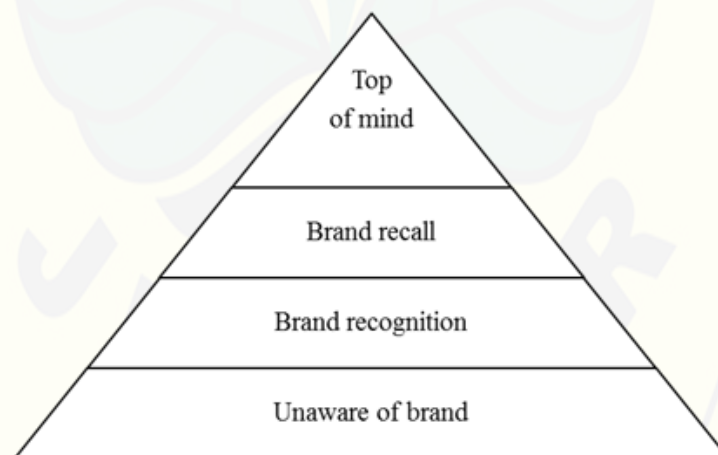 Top
of mind
Brand recall
Brand recognition
Unaware of brand